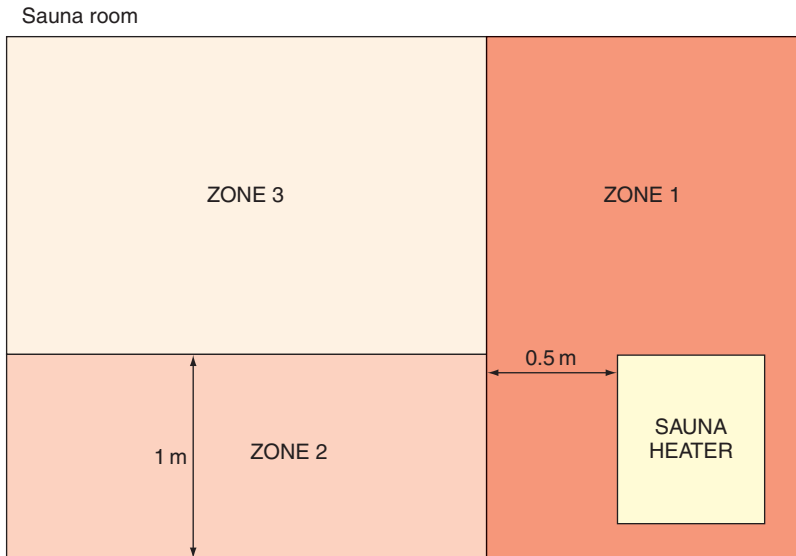 Sauna room
ZONE 3
ZONE 1
0.5 m
1 m
ZONE 2
SAUNA
HEATER